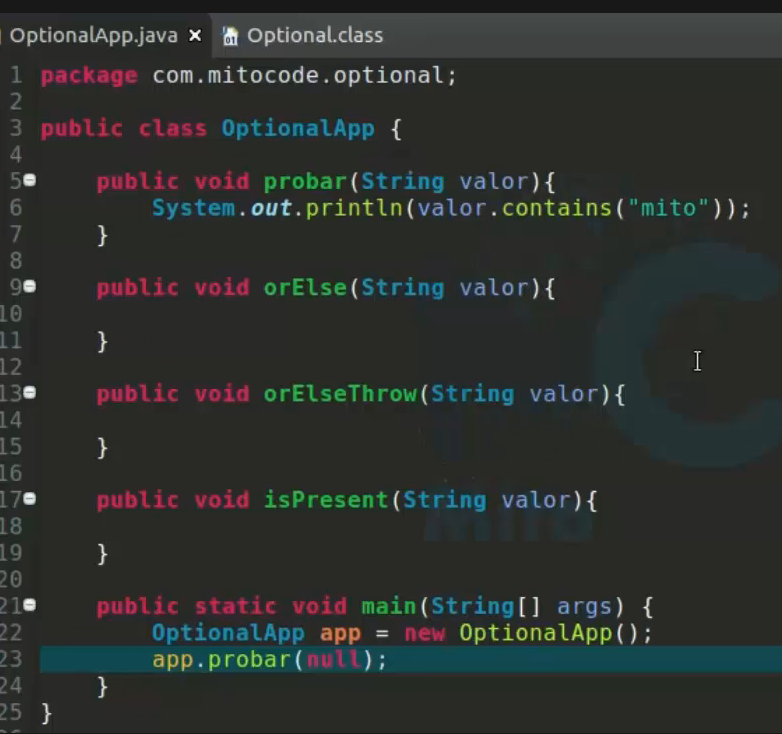 OptionalApp.java × Optional.class
1 package com.mitocode.optional;
2
3 public class OptionalApp {
4
5 public void probar(String valor){
6 System.out.println(valor.contains("mito"));
7 }
8
9 public void orElse(String valor){
10
11 }
12
13 public void orElseThrow(String valor){
14
15 }
16
17 public void isPresent(String valor){
18
19 }
20
21 public static void main(String[] args) {
22 OptionalApp app = new OptionalApp();
23 app.probar(null);
24 }
25 }